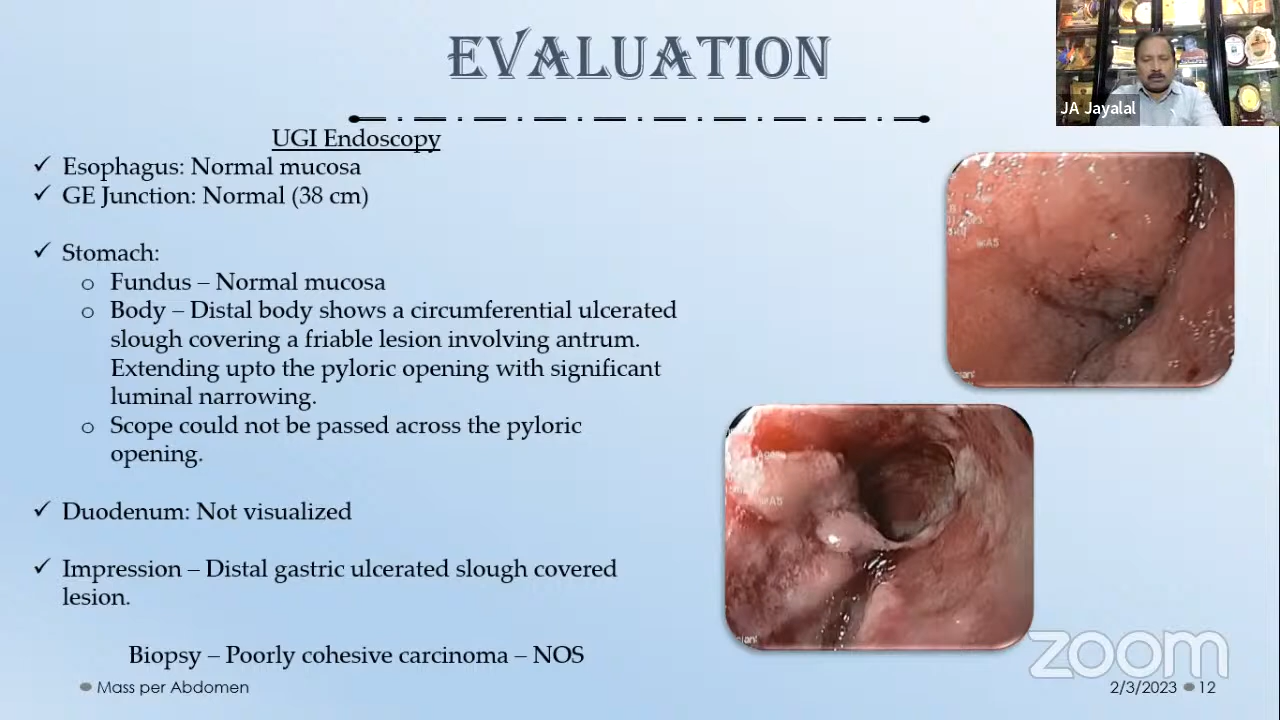 EVALUATION
JA Jayalal
UGI Endoscopy
✓ Esophagus: Normal mucosa
✓ GE Junction: Normal (38 cm)
✓ Stomach:
o Fundus – Normal mucosa
o Body – Distal body shows a circumferential ulcerated
slough covering a friable lesion involving antrum.
Extending upto the pyloric opening with significant
luminal narrowing.
o Scope could not be passed across the pyloric
opening.
✓ Duodenum: Not visualized
✓ Impression – Distal gastric ulcerated slough covered
lesion.
Biopsy – Poorly cohesive carcinoma – NOS
zoom
Mass per Abdomen
2/3/2023
12